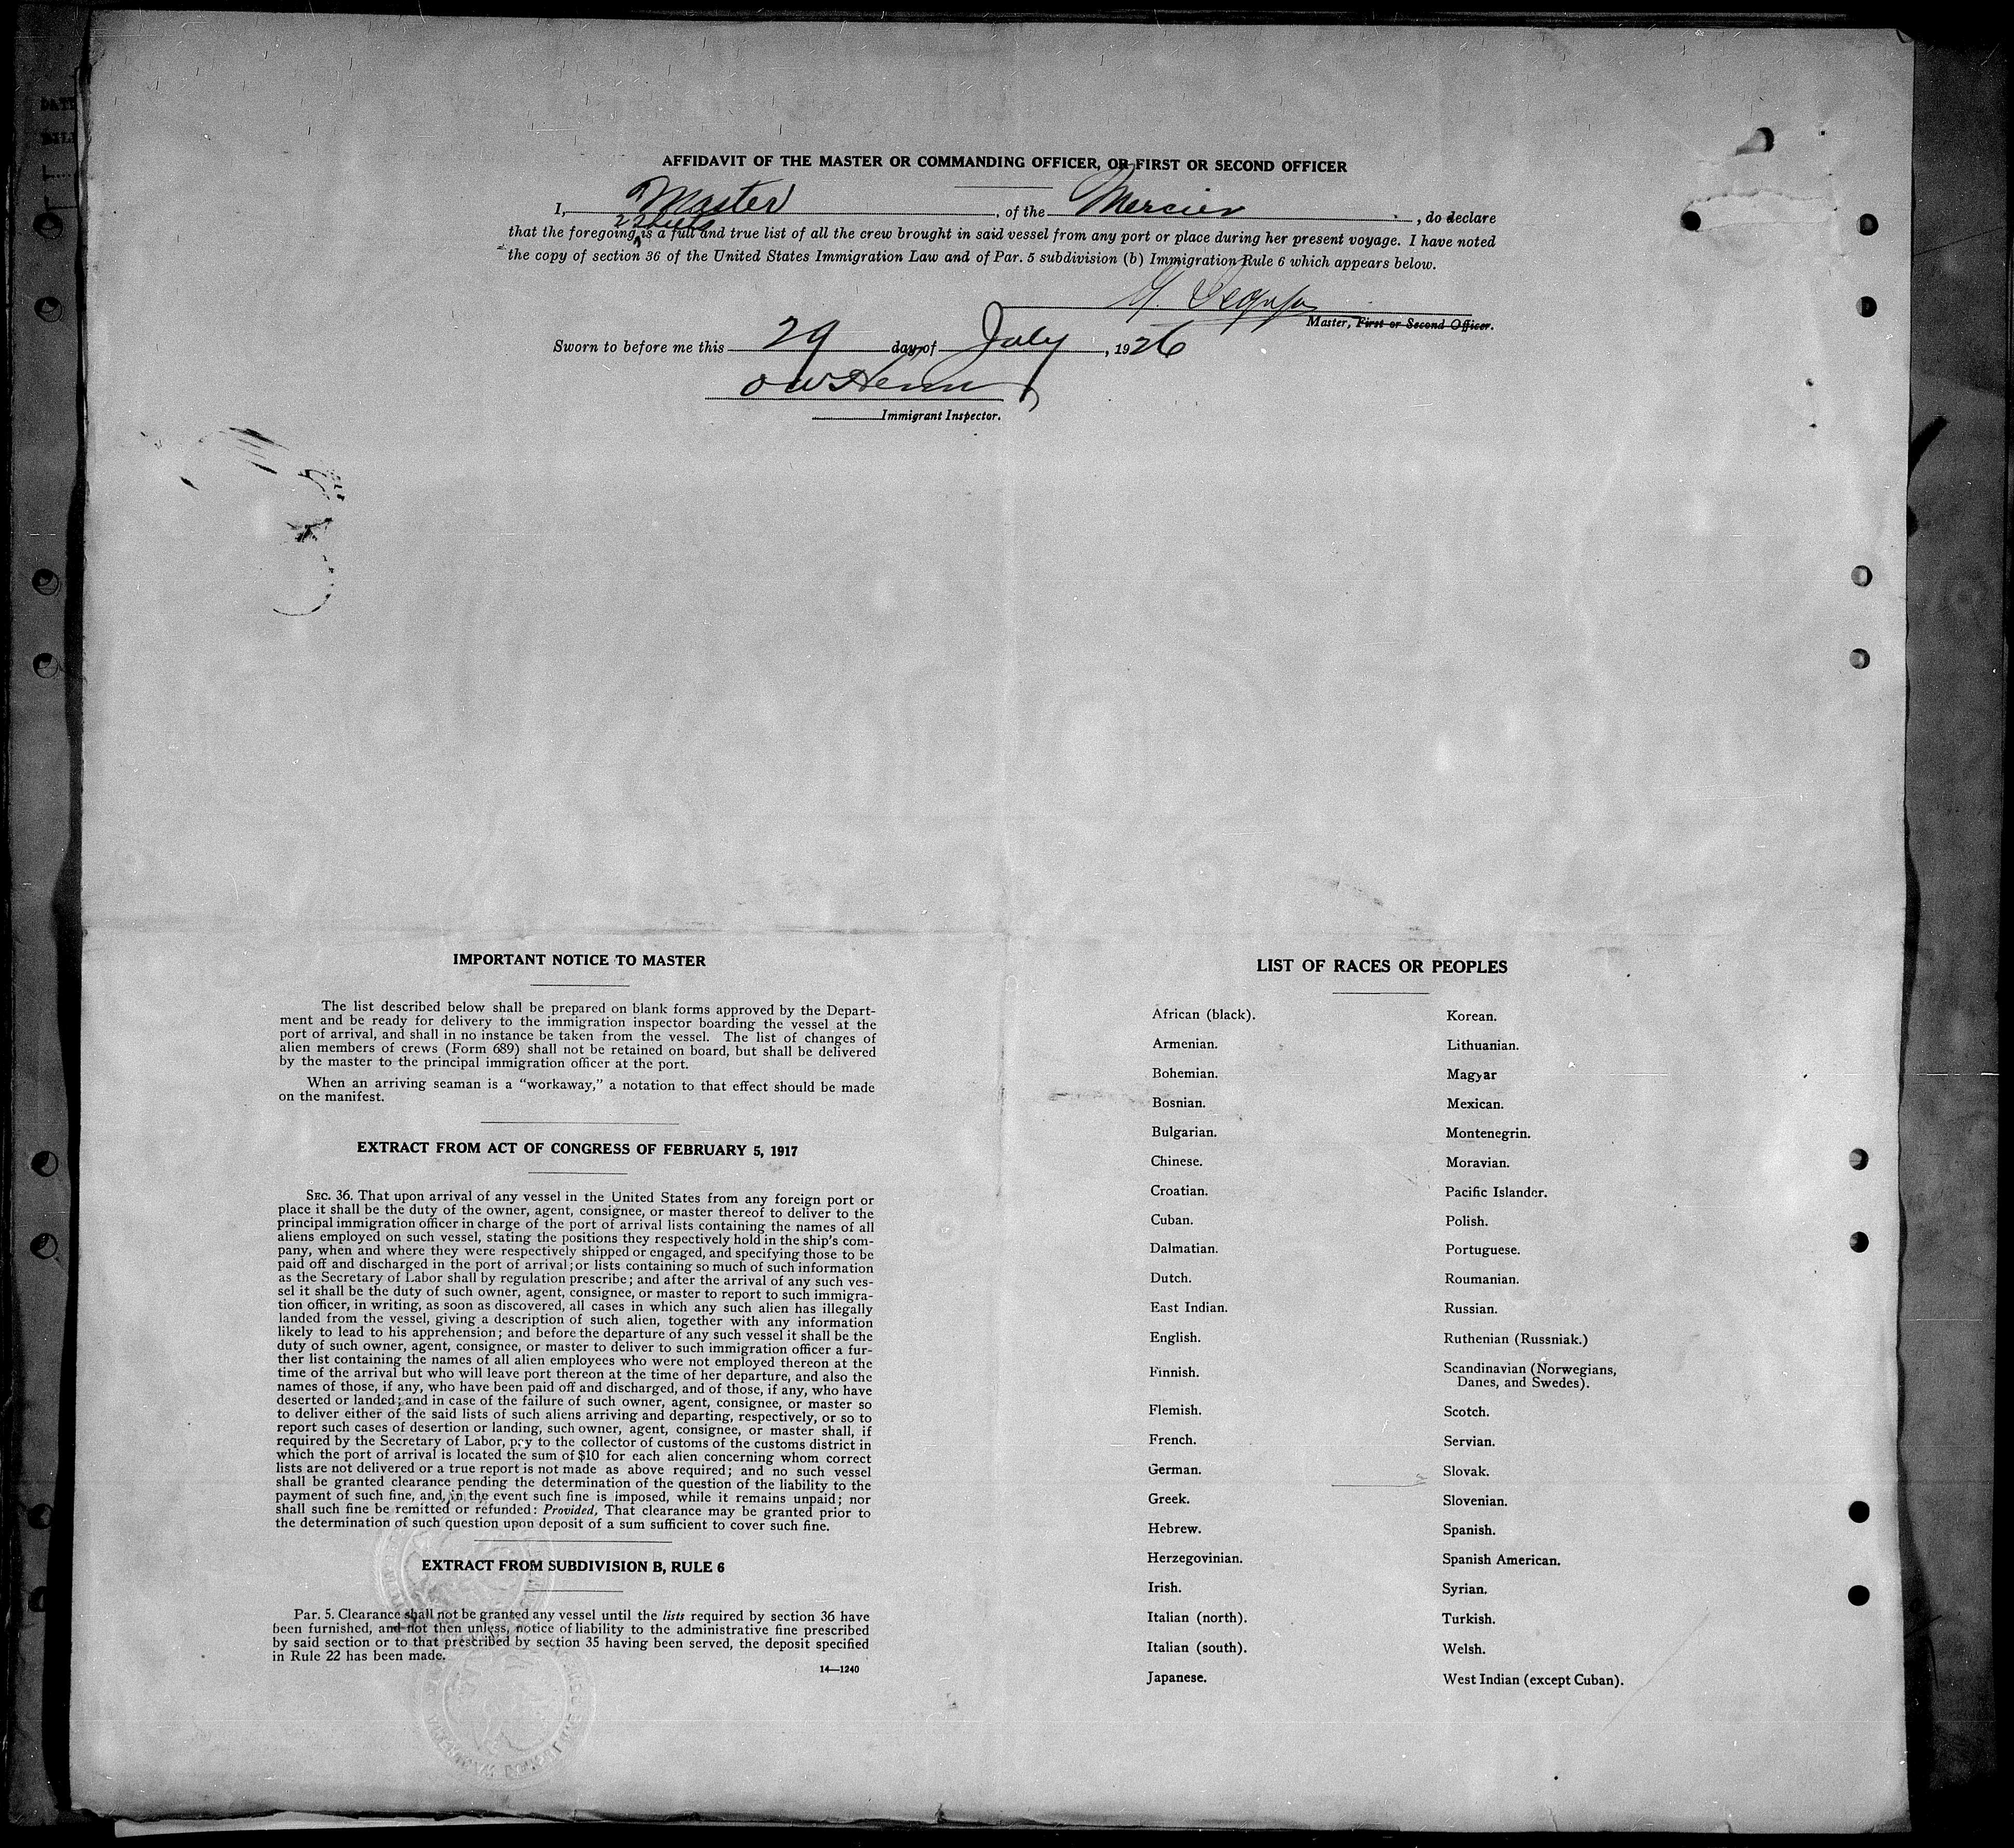 AFFIDAVIT OF THE MASTER OR COMMANDING OFFICER, OR FIRST OR SECOND OFFICER
I, Master, of the Mercier, do declare
2 Sheets
that the foregoing is a full and true list of all the crew brought in said vessel from any port or place during her present voyage. I have noted
the copy of section 36 of the United States Immigration Law and of Par. 5 subdivision (b) Immigration Rule 6 which appears below.
Master, First or Second Officer.
Sworn to before me this 29 day of July, 1926
Immigrant Inspector.
IMPORTANT NOTICE TO MASTER
The list described below shall be prepared on blank forms approved by the Depart-
ment and be ready for delivery to the immigration inspector boarding the vessel at the
port of arrival, and shall in no instance be taken from the vessel. The list of changes of
alien members of crews (Form 689) shall not be retained on board, but shall be delivered
by the master to the principal immigration officer at the port.
When an arriving seaman is a "workaway," a notation to that effect should be made
on the manifest.
EXTRACT FROM ACT OF CONGRESS OF FEBRUARY 5, 1917
SEC. 36. That upon arrival of any vessel in the United States from any foreign port or
place it shall be the duty of the owner, agent, consignee, or master thereof to deliver to the
principal immigration officer in charge of the port of arrival lists containing the names of all
aliens employed on such vessel, stating the positions they respectively hold in the ship's com-
pany, when and where they were respectively shipped or engaged, and specifying those to be
paid off and discharged in the port of arrival; or lists containing so much of such information
as the Secretary of Labor shall by regulation prescribe; and after the arrival of any such ves-
sel it shall be the duty of such owner, agent, consignee, or master to report to such immigra-
tion officer, in writing, as soon as discovered, all cases in which any such alien has illegally
landed from the vessel, giving a description of such alien, together with any information
likely to lead to his apprehension; and before the departure of any such vessel it shall be the
duty of such owner, agent, consignee, or master to deliver to such immigration officer a fur-
ther list containing the names of all alien employees who were not employed thereon at the
time of the arrival but who will leave port thereon at the time of her departure, and also the
names of those, if any, who have been paid off and discharged, and of those, if any, who have
deserted or landed; and in case of the failure of such owner, agent, consignee, or master so
to deliver either of the said lists of such aliens arriving and departing, respectively, or so to
report such cases of desertion or landing, such owner, agent, consignee, or master shall, if
required by the Secretary of Labor, pay to the collector of customs of the customs district in
which the port of arrival is located the sum of $10 for each alien concerning whom correct
lists are not delivered or a true report is not made as above required; and no such vessel
shall be granted clearance pending the determination of the question of the liability to the
payment of such fine, and, in the event such fine is imposed, while it remains unpaid; nor
shall such fine be remitted or refunded: Provided, That clearance may be granted prior to
the determination of such question upon deposit of a sum sufficient to cover such fine.
EXTRACT FROM SUBDIVISION B, RULE 6
Par. 5. Clearance shall not be granted any vessel until the lists required by section 36 have
been furnished, and not then unless, notice of liability to the administrative fine prescribed
by said section or to that prescribed by section 35 having been served, the deposit specified
in Rule 22 has been made.
14—1240
LIST OF RACES OR PEOPLES
African (black).
Armenian.
Bohemian.
Bosnian.
Bulgarian.
Chinese.
Croatian.
Cuban.
Dalmatian.
Dutch.
East Indian.
English.
Finnish.
Flemish.
French.
German.
Greek.
Hebrew.
Herzegovinian.
Irish.
Italian (north).
Italian (south).
Japanese.
Korean.
Lithuanian.
Magyar
Mexican.
Montenegrin.
Moravian.
Pacific Islander.
Polish.
Portuguese.
Roumanian.
Russian.
Ruthenian (Russniak.)
Scandinavian (Norwegians,
Danes, and Swedes).
Scotch.
Servian.
Slovak.
Slovenian.
Spanish.
Spanish American.
Syrian.
Turkish.
Welsh.
West Indian (except Cuban).